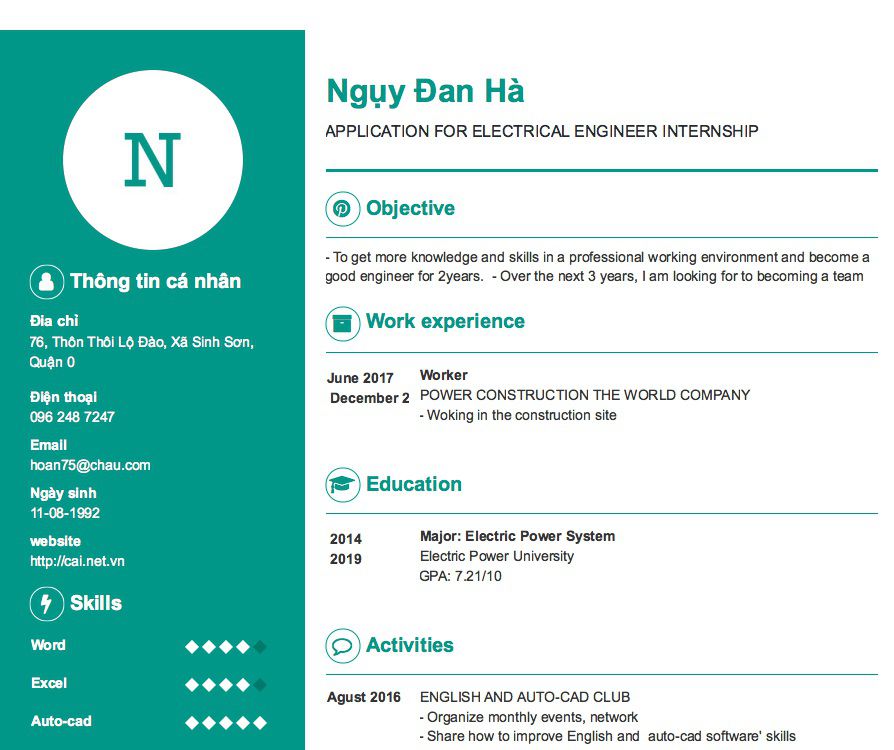 N
Thông tin cá nhân
Địa chỉ
76, Thôn Thôi Lộ Đào, Xã Sinh Sơn,
Quận 0
Điện thoại
096 248 7247
Email
hoan75@chau.com
Ngày sinh
11-08-1992
website
http://cai.net.vn
Skills
Word
Excel
Auto-cad
Ngụy Đan Hà
APPLICATION FOR ELECTRICAL ENGINEER INTERNSHIP
Objective
- To get more knowledge and skills in a professional working environment and become a
good engineer for 2years.  - Over the next 3 years, I am looking for to becoming a team
Work experience
June 2017
December 2
Worker
POWER CONSTRUCTION THE WORLD COMPANY
- Woking in the construction site
Education
2014
2019
Major: Electric Power System
Electric Power University
GPA: 7.21/10
Activities
Agust 2016
ENGLISH AND AUTO-CAD CLUB
- Organize monthly events, network
- Share how to improve English and  auto-cad software' skills